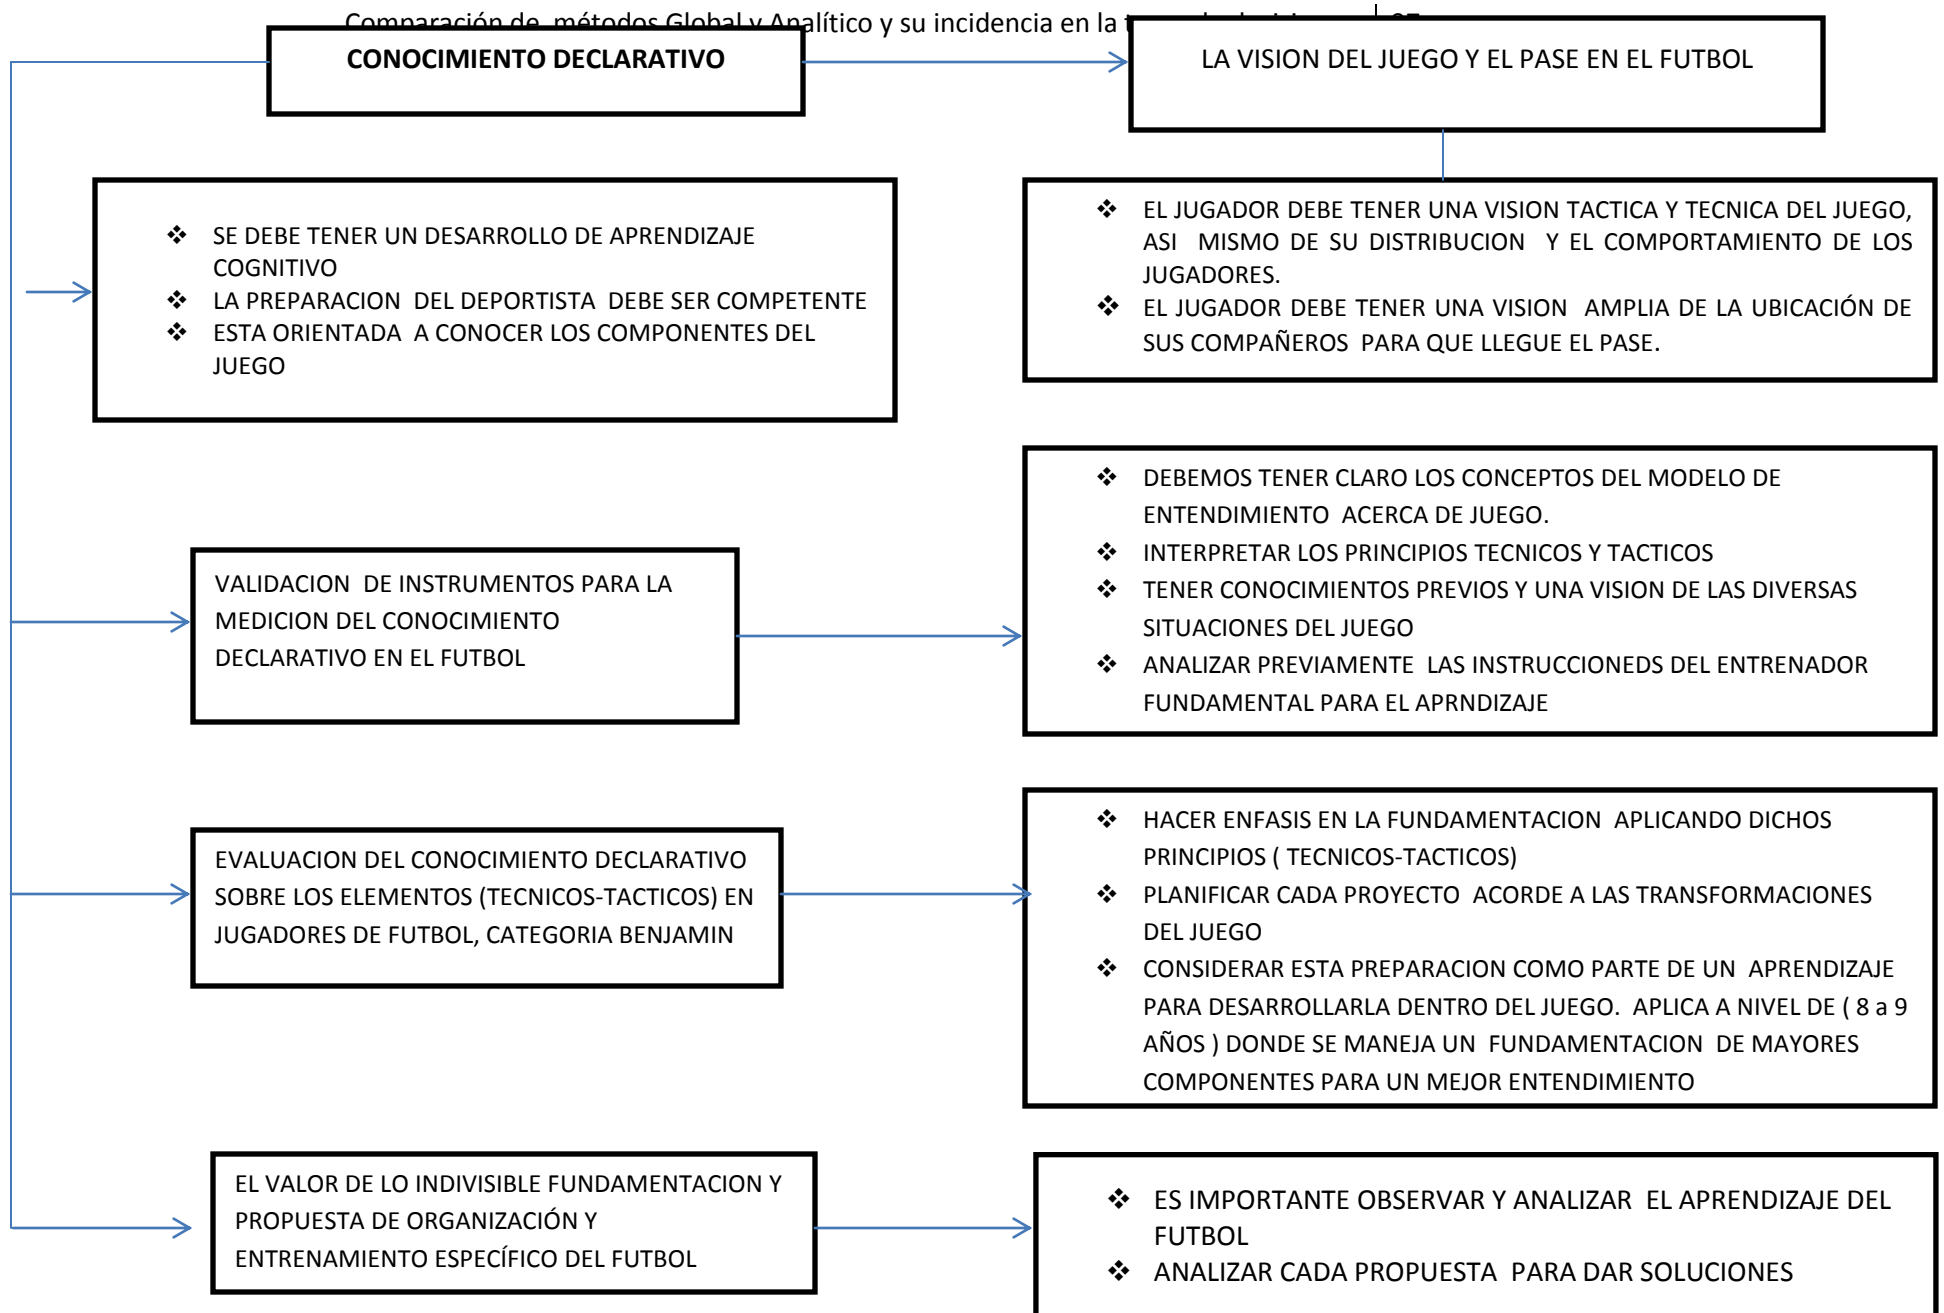 Comparación de métodos Global y Analítico y su incidencia en la
CONOCIMIENTO DECLARATIVO
LA VISION DEL JUEGO Y EL PASE EN EL FUTBOL
❖ SE DEBE TENER UN DESARROLLO DE APRENDIZAJE
COGNITIVO
❖ LA PREPARACION DEL DEPORTISTA DEBE SER COMPETENTE
❖ ESTA ORIENTADA A CONOCER LOS COMPONENTES DEL
JUEGO
❖ EL JUGADOR DEBE TENER UNA VISION TACTICA Y TECNICA DEL JUEGO,
ASI MISMO DE SU DISTRIBUCION Y EL COMPORTAMIENTO DE LOS
JUGADORES.
❖ EL JUGADOR DEBE TENER UNA VISION AMPLIA DE LA UBICACIÓN DE
SUS COMPAÑEROS PARA QUE LLEGUE EL PASE.
VALIDACION DE INSTRUMENTOS PARA LA
MEDICION DEL CONOCIMIENTO
DECLARATIVO EN EL FUTBOL
❖ DEBEMOS TENER CLARO LOS CONCEPTOS DEL MODELO DE
ENTENDIMIENTO ACERCA DE JUEGO.
❖ INTERPRETAR LOS PRINCIPIOS TECNICOS Y TACTICOS
❖ TENER CONOCIMIENTOS PREVIOS Y UNA VISION DE LAS DIVERSAS
SITUACIONES DEL JUEGO
❖ ANALIZAR PREVIAMENTE LAS INSTRUCCIONEDS DEL ENTRENADOR
FUNDAMENTAL PARA EL APRNDIZAJE
EVALUACION DEL CONOCIMIENTO DECLARATIVO
SOBRE LOS ELEMENTOS (TECNICOS-TACTICOS) EN
JUGADORES DE FUTBOL, CATEGORIA BENJAMIN
❖ HACER ENFASIS EN LA FUNDAMENTACION APLICANDO DICHOS
PRINCIPIOS ( TECNICOS-TACTICOS)
❖ PLANIFICAR CADA PROYECTO ACORDE A LAS TRANSFORMACIONES
DEL JUEGO
❖ CONSIDERAR ESTA PREPARACION COMO PARTE DE UN APRENDIZAJE
PARA DESARROLLARLA DENTRO DEL JUEGO. APLICA A NIVEL DE ( 8 a 9
AÑOS ) DONDE SE MANEJA UN FUNDAMENTACION DE MAYORES
COMPONENTES PARA UN MEJOR ENTENDIMIENTO
EL VALOR DE LO INDIVISIBLE FUNDAMENTACION Y
PROPUESTA DE ORGANIZACIÓN Y
ENTRENAMIENTO ESPECÍFICO DEL FUTBOL
❖ ES IMPORTANTE OBSERVAR Y ANALIZAR EL APRENDIZAJE DEL
FUTBOL
❖ ANALIZAR CADA PROPUESTA PARA DAR SOLUCIONES